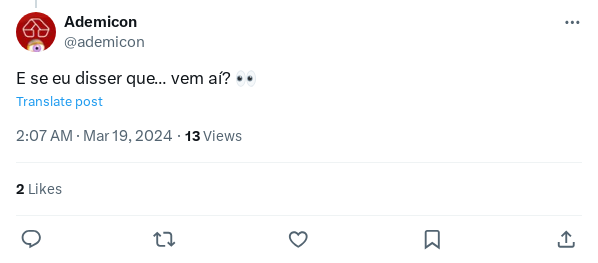 Ademicon
@ademicon
E se eu disser que... vem aí? 👀
Translate post
2:07 AM · Mar 19, 2024 · 13 Views
2 Likes